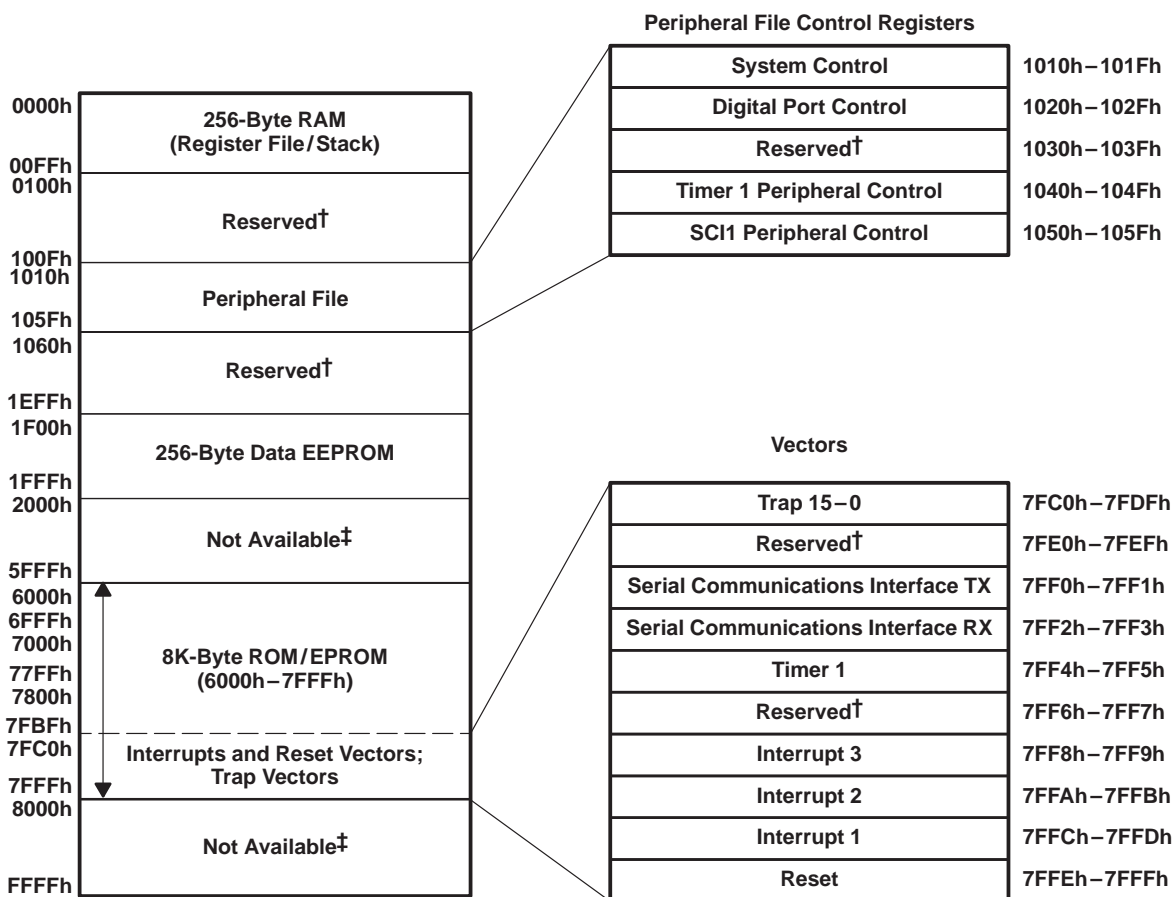 Peripheral File Control Registers
System Control 1010h–101Fh
Digital Port Control 1020h–102Fh
Reserved† 1030h–103Fh
Timer 1 Peripheral Control 1040h–104Fh
SCI1 Peripheral Control 1050h–105Fh
0000h
256-Byte RAM
(Register File/Stack)
00FFh
0100h
Reserved†
100Fh
1010h
Peripheral File
105Fh
1060h
Reserved†
1EFFh
1F00h
256-Byte Data EEPROM
1FFFh
2000h
Not Available‡
5FFFh
6000h
6FFFh
7000h
8K-Byte ROM/EPROM
(6000h–7FFFh)
77FFh
7800h
7FBFh
7FC0h
Interrupts and Reset Vectors;
Trap Vectors
7FFFh
8000h
Not Available‡
FFFFh
Vectors
Trap 15–0 7FC0h–7FDFh
Reserved† 7FE0h–7FEFh
Serial Communications Interface TX 7FF0h–7FF1h
Serial Communications Interface RX 7FF2h–7FF3h
Timer 1 7FF4h–7FF5h
Reserved† 7FF6h–7FF7h
Interrupt 3 7FF8h–7FF9h
Interrupt 2 7FFAh–7FFBh
Interrupt 1 7FFCh–7FFDh
Reset 7FFEh–7FFFh